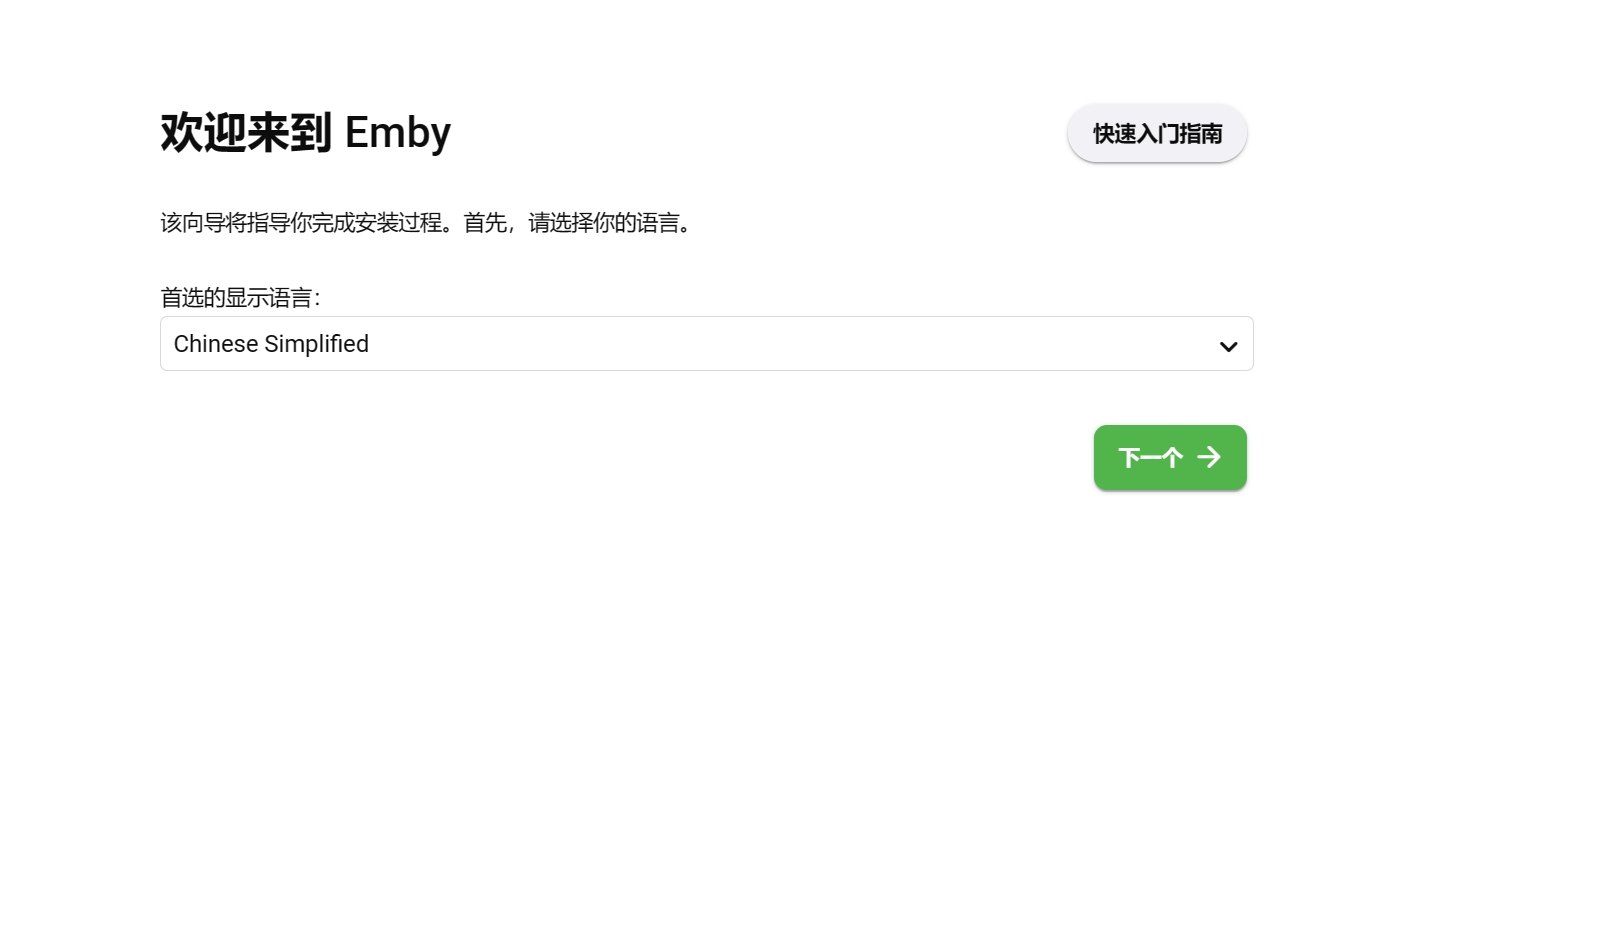 欢迎来到 Emby
快速入门指南
该向导将指导你完成安装过程。首先，请选择你的语言。
首选的显示语言：
Chinese Simplified
下一个